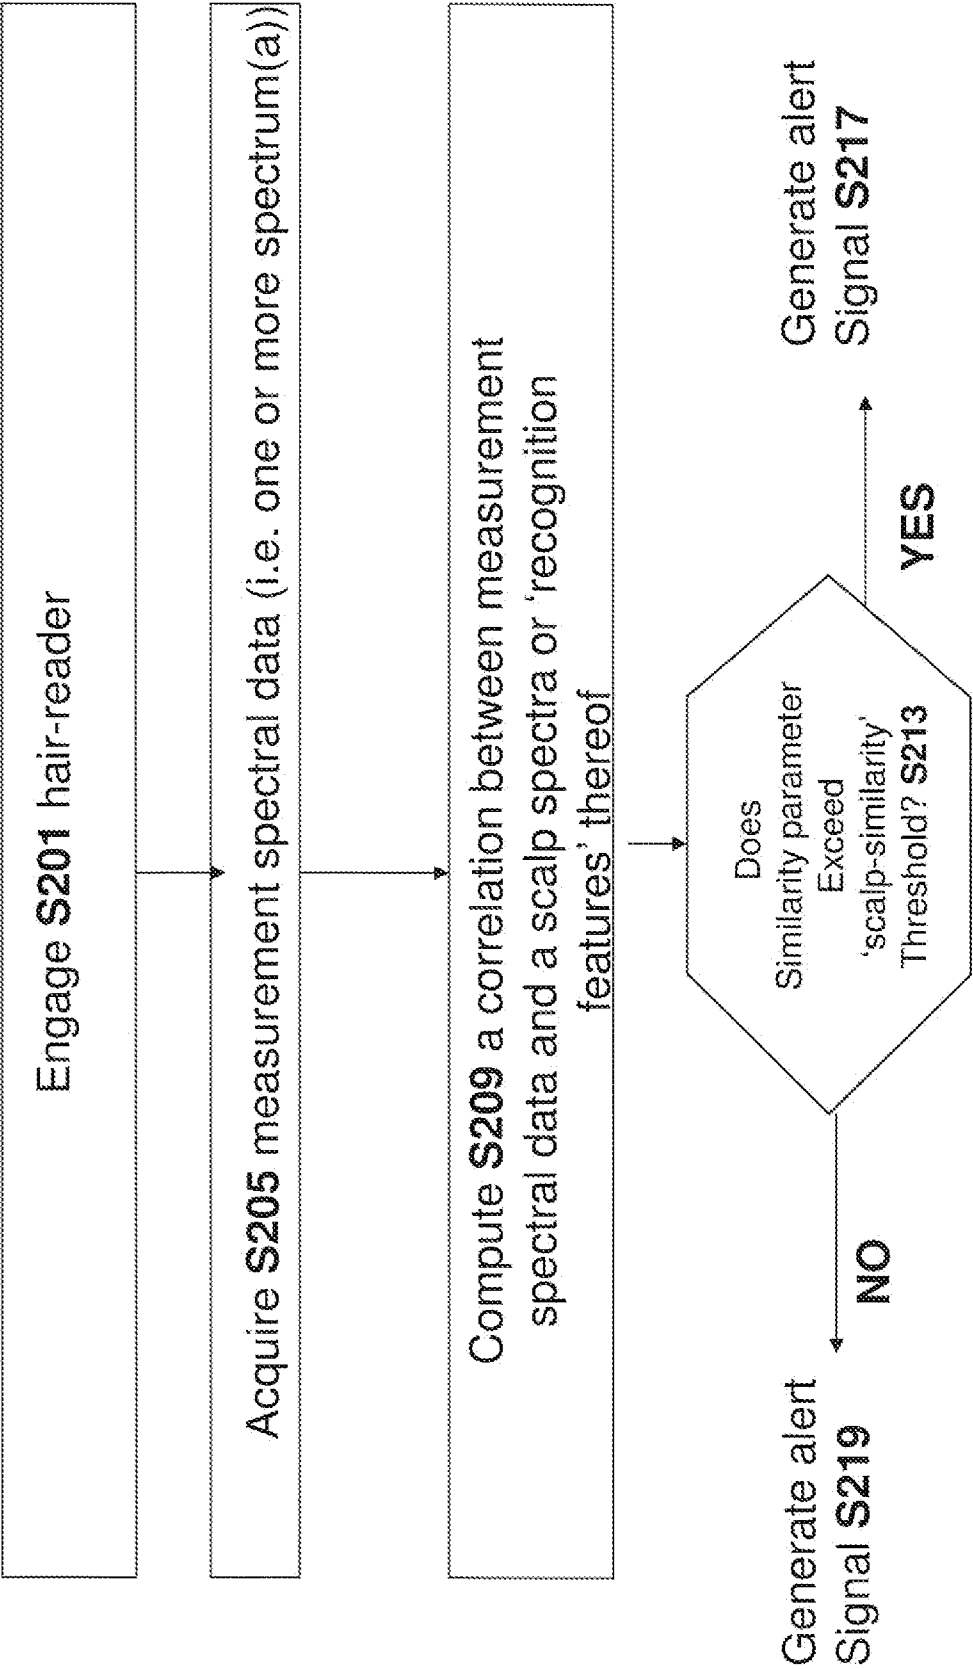 Engage S201 hair-reader
Acquire S205 measurement spectral data (i.e. one or more spectrum(a))
Compute S209 a correlation between measurement
spectral data and a scalp spectra or 'recognition
features' thereof
Does
Similarity parameter
Exceed
'scalp-similarity'
Threshold? S213
NO
YES
Generate alert
Signal S219
Generate alert
Signal S217